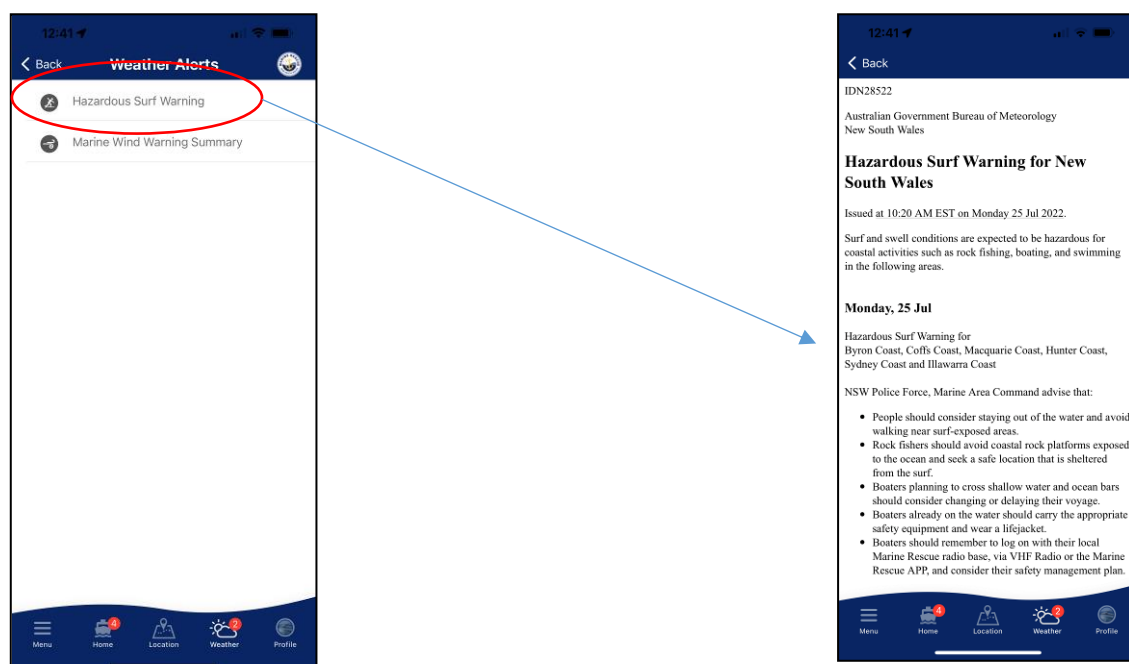 12:41
Back
Weather Alerts
Hazardous Surf Warning
Marine Wind Warning Summary
4
2
Menu
Home
Location
Weather
Profile
12:41
Back
IDN28522
Australian Government Bureau of Meteorology
New South Wales
Hazardous Surf Warning for New
South Wales
Issued at 10:20 AM EST on Monday 25 Jul 2022.
Surf and swell conditions are expected to be hazardous for
coastal activities such as rock fishing, boating, and swimming
in the following areas.
Monday, 25 Jul
Hazardous Surf Warning for
Byron Coast, Coffs Coast, Macquarie Coast, Hunter Coast,
Sydney Coast and Illawarra Coast
NSW Police Force, Marine Area Command advise that:
• People should consider staying out of the water and avoid
walking near surf-exposed areas.
• Rock fishers should avoid coastal rock platforms exposed
to the ocean and seek a safe location that is sheltered
from the surf.
• Boaters planning to cross shallow water and ocean bars
should consider changing or delaying their voyage.
• Boaters already on the water should carry the appropriate
safety equipment and wear a lifejacket.
• Boaters should remember to log on with their local
Marine Rescue radio base, via VHF Radio or the Marine
Rescue APP, and consider their safety management plan.
4
2
Menu
Home
Location
Weather
Profile